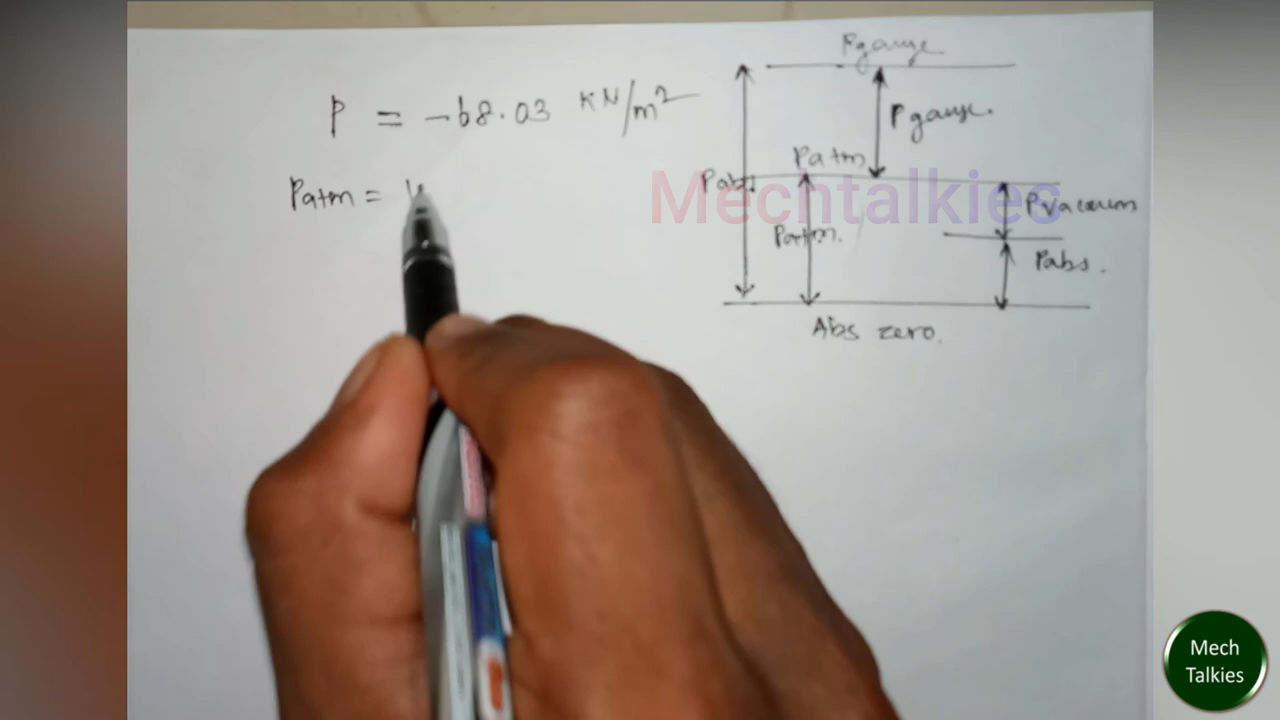 P = -68.03 KN/m²
Patm =
Pgauge
Pgauge.
Patm
Pabs.
Pvacuum
Patm.
Pabs.
Abs zero.
Mechtalkies
Mech
Talkies